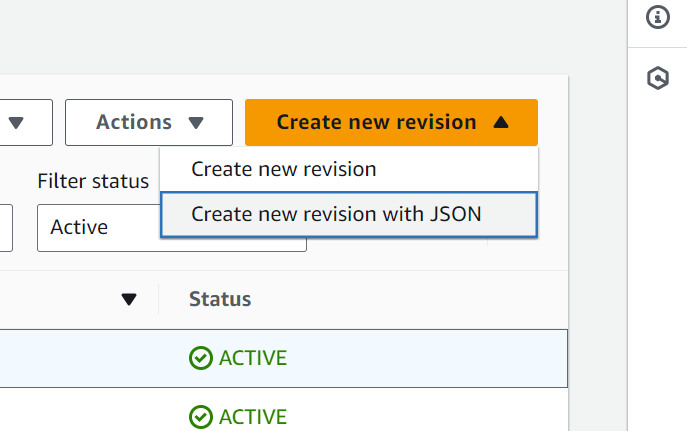 Actions
Create new revision
Create new revision
Filter status
Create new revision with JSON
Active
Status
ACTIVE
ACTIVE